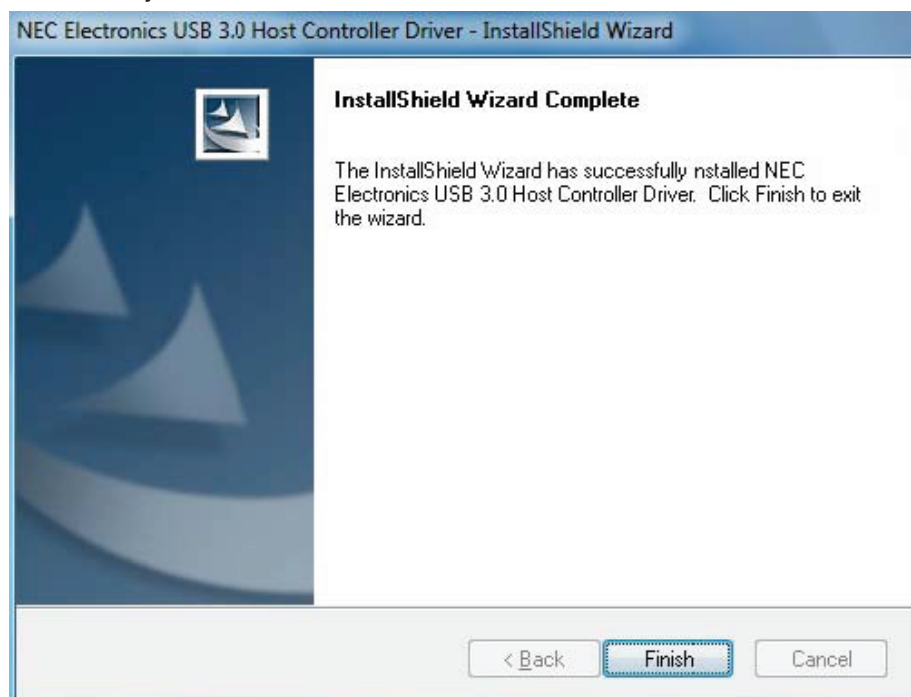 NEC Electronics USB 3.0 Host Controller Driver - InstallShield Wizard
InstallShield Wizard Complete
The InstallShield Wizard has successfully nstalled NEC
Electronics USB 3.0 Host Controller Driver. Click Finish to exit
the wizard.
< Back Finish Cancel